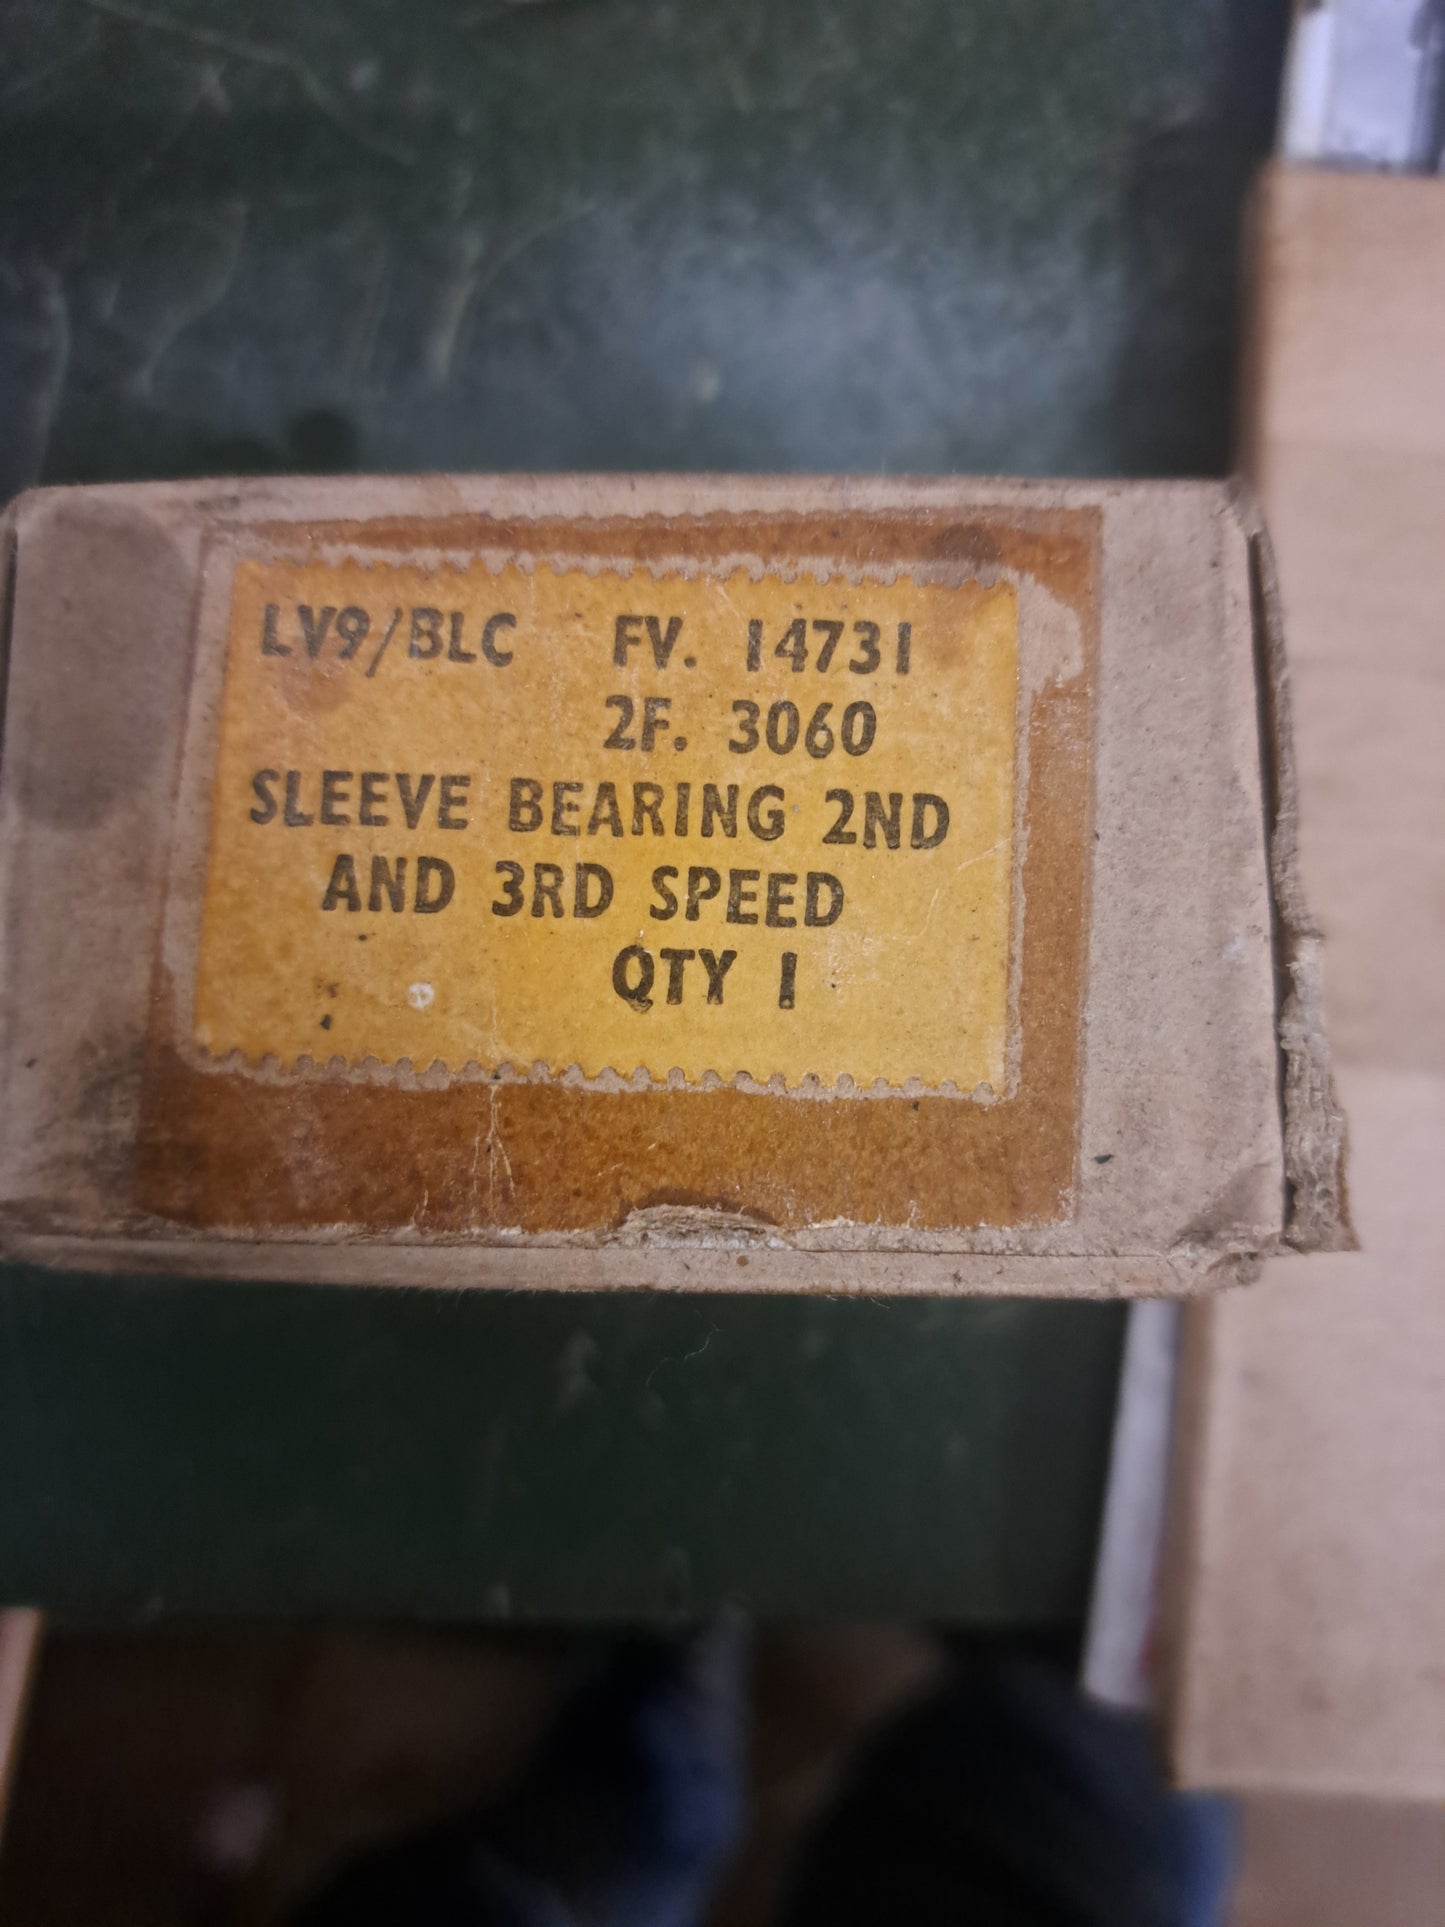 LV9/BLC FV. 14731
2F. 3060
SLEEVE BEARING 2ND
AND 3RD SPEED
QTY 1